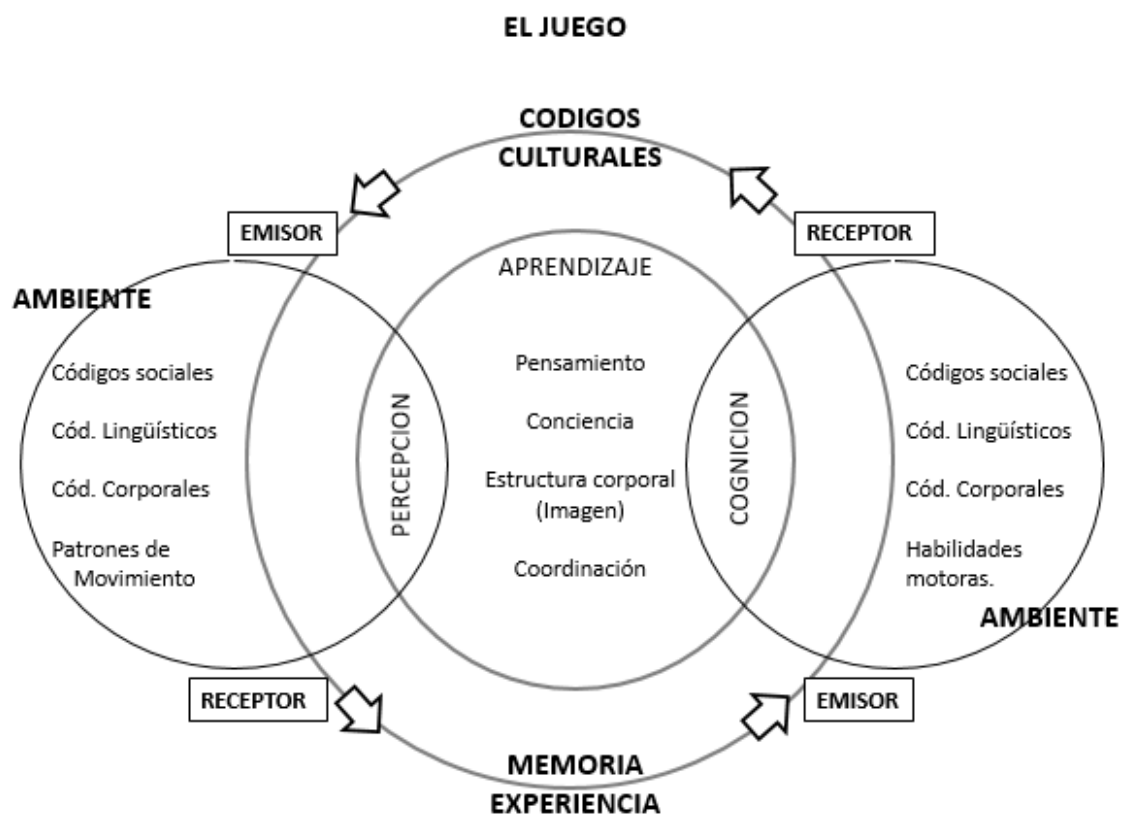 EL JUEGO
CODIGOS
CULTURALES
EMISOR
RECEPTOR
AMBIENTE
Códigos sociales
Cód. Lingüísticos
Cód. Corporales
Patrones de
Movimiento
PERCEPCION
APRENDIZAJE
Pensamiento
Conciencia
Estructura corporal
(Imagen)
Coordinación
COGNICION
Códigos sociales
Cód. Lingüísticos
Cód. Corporales
Habilidades
motoras.
AMBIENTE
RECEPTOR
EMISOR
MEMORIA
EXPERIENCIA